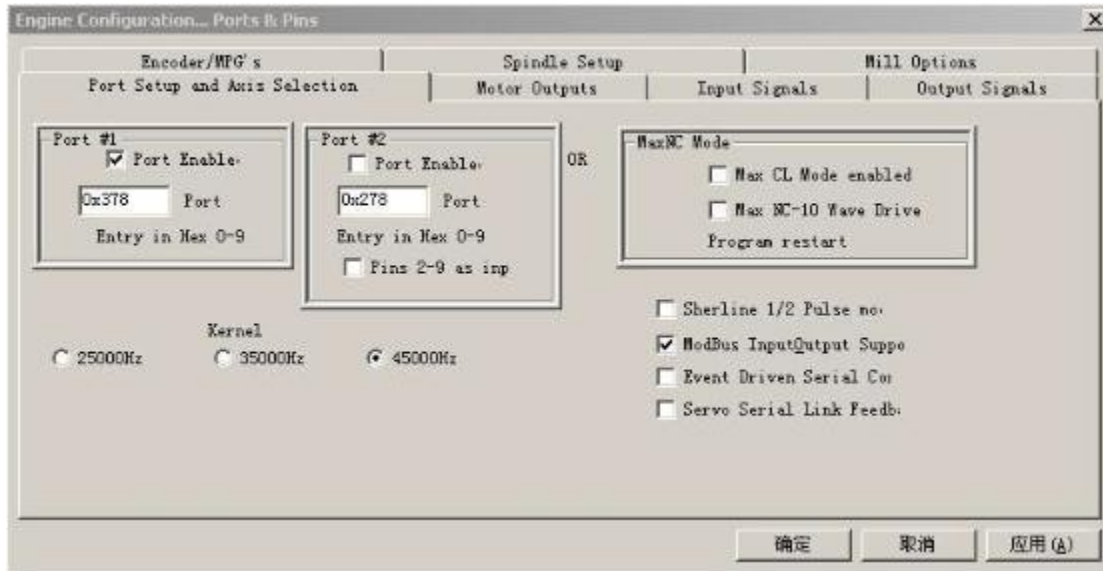 Engine Configuration... Ports & Pins
Encoder/MPG's
Spindle Setup
Mill Options
Port Setup and Axis Selection
Motor Outputs
Input Signals
Output Signals
Port #1
Port Enable.
0x378 Port
Entry in Hex 0-9
Port #2
Port Enable.
0x278 Port
Entry in Hex 0-9
Pins 2-9 as inp
OR
MaxNC Mode
Max CL Mode enabled
Max NC-10 Wave Drive
Program restart
Kernel
25000Hz
35000Hz
45000Hz
Sherline 1/2 Pulse mo
ModBus InputOutput Suppo
Event Driven Serial Co
Servo Serial Link Feedb
确定
取消
应用(A)